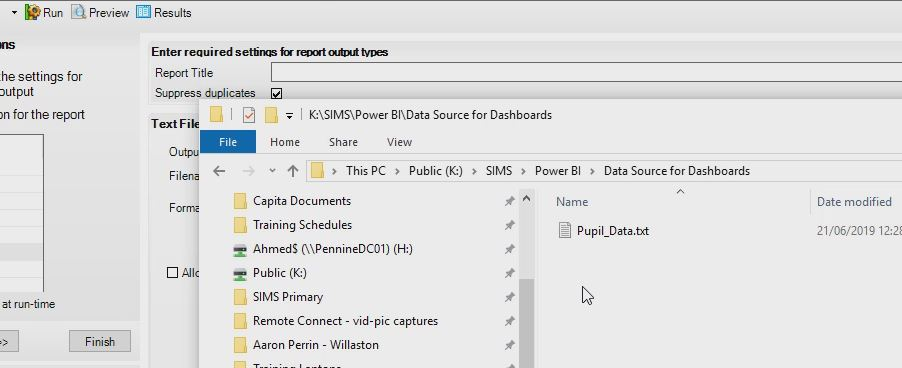 Run Preview Results
ons
the settings for
output
on for the report
at run-time
>> Finish
Enter required settings for report output types
Report Title
Suppress duplicates
Text File
Outpu
Filena
Forma
Allo
K:\SIMS\Power BI\Data Source for Dashboards
File Home Share View
This PC > Public (K:) > SIMS > Power BI > Data Source for Dashboards
Capita Documents
Training Schedules
Ahmed$ (\\PennineDC01) (H:)
Public (K:)
SIMS Primary
Remote Connect - vid-pic captures
Aaron Perrin - Willaston
Training Laptops
Name Date modified
Pupil_Data.txt 21/06/2019 12:28